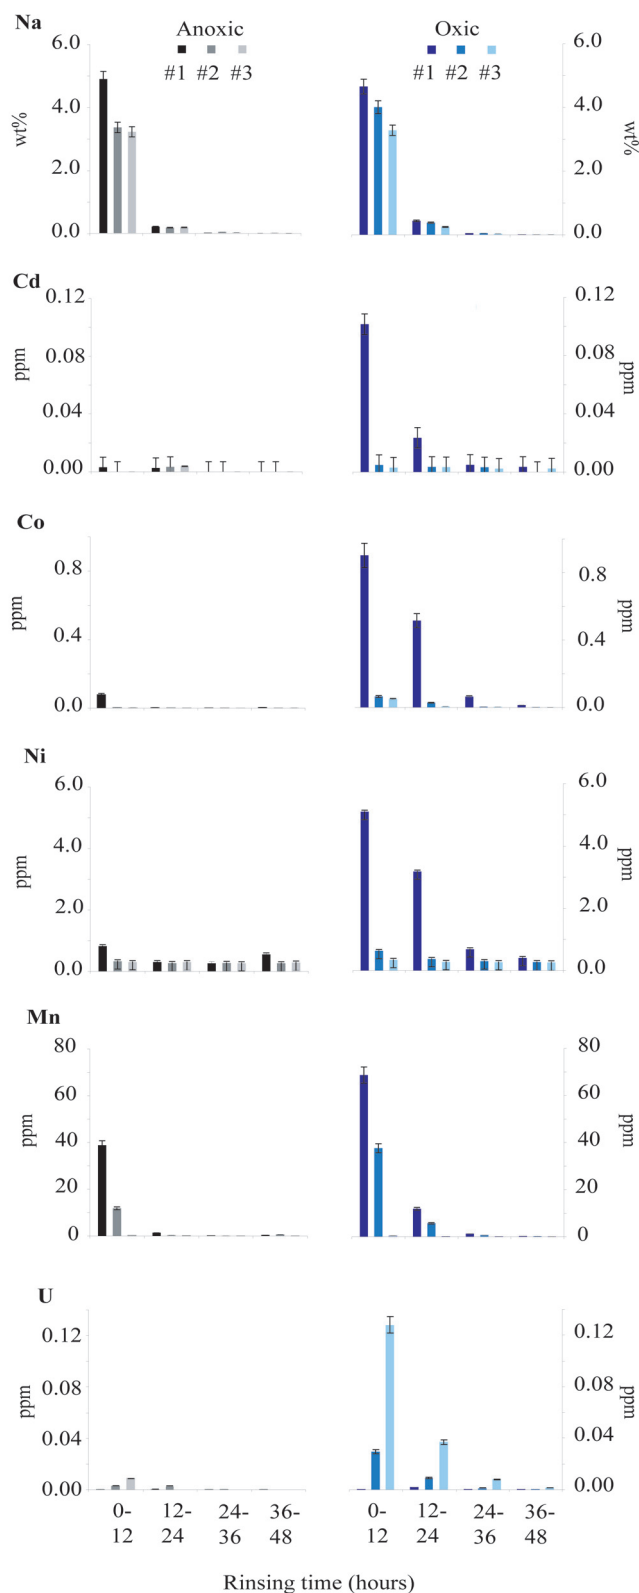 Na
Anoxic Oxic
#1 #2 #3 #1 #2 #3
6.0 6.0
4.0 4.0
wt% wt%
2.0 2.0
0.0 0.0
Cd
0.12 0.12
0.08 0.08
ppm ppm
0.04 0.04
0.00 0.00
Co
0.8 0.8
ppm ppm
0.4 0.4
0.0 0.0
Ni
6.0 6.0
4.0 4.0
ppm ppm
2.0 2.0
0.0 0.0
Mn
80 80
60 60
ppm ppm
40 40
20 20
0 0
U
0.12 0.12
0.08 0.08
ppm ppm
0.04 0.04
0.00 0.00
0- 12- 24- 36- 0- 12- 24- 36-
12 24 36 48 12 24 36 48
Rinsing time (hours)